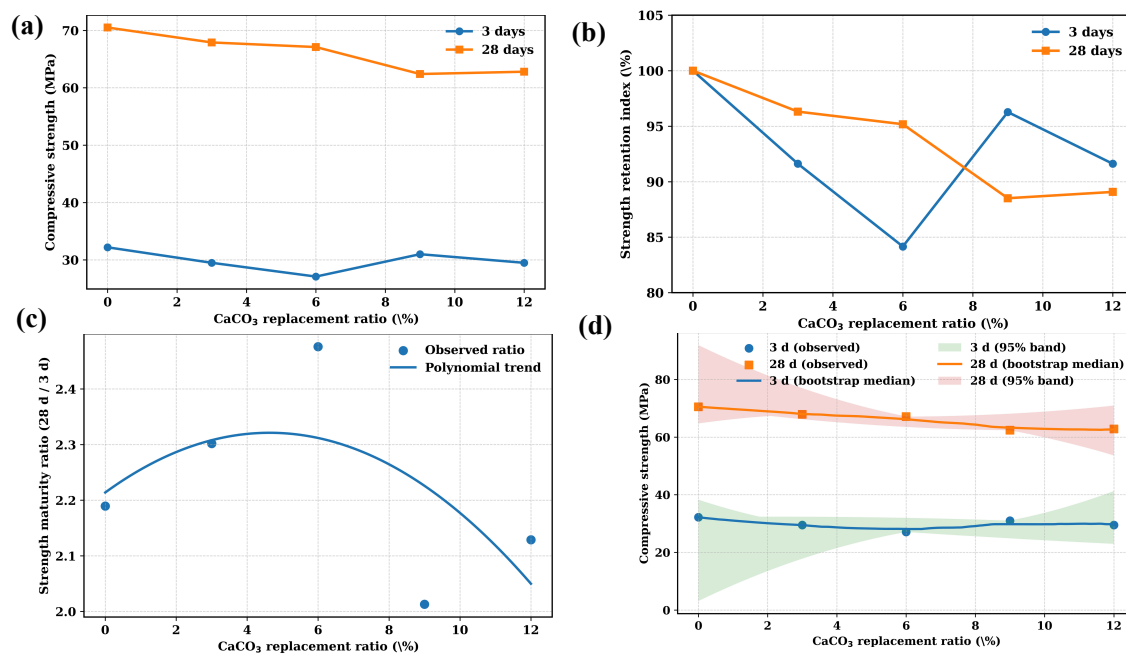 (a)
Compressive strength (MPa)
70
60
50
40
30
3 days
28 days
0 2 4 6 8 10 12
CaCO₃ replacement ratio (\%)
(b)
Strength retention index (\%)
105
100
95
90
85
80
3 days
28 days
0 2 4 6 8 10 12
CaCO₃ replacement ratio (\%)
(c)
Strength maturity ratio (28 d / 3 d)
2.4
2.3
2.2
2.1
2.0
Observed ratio
Polynomial trend
0 2 4 6 8 10 12
CaCO₃ replacement ratio (\%)
(d)
Compressive strength (MPa)
80
60
40
20
0
3 d (observed)
28 d (observed)
3 d (bootstrap median)
3 d (95% band)
28 d (bootstrap median)
28 d (95% band)
0 2 4 6 8 10 12
CaCO₃ replacement ratio (\%)